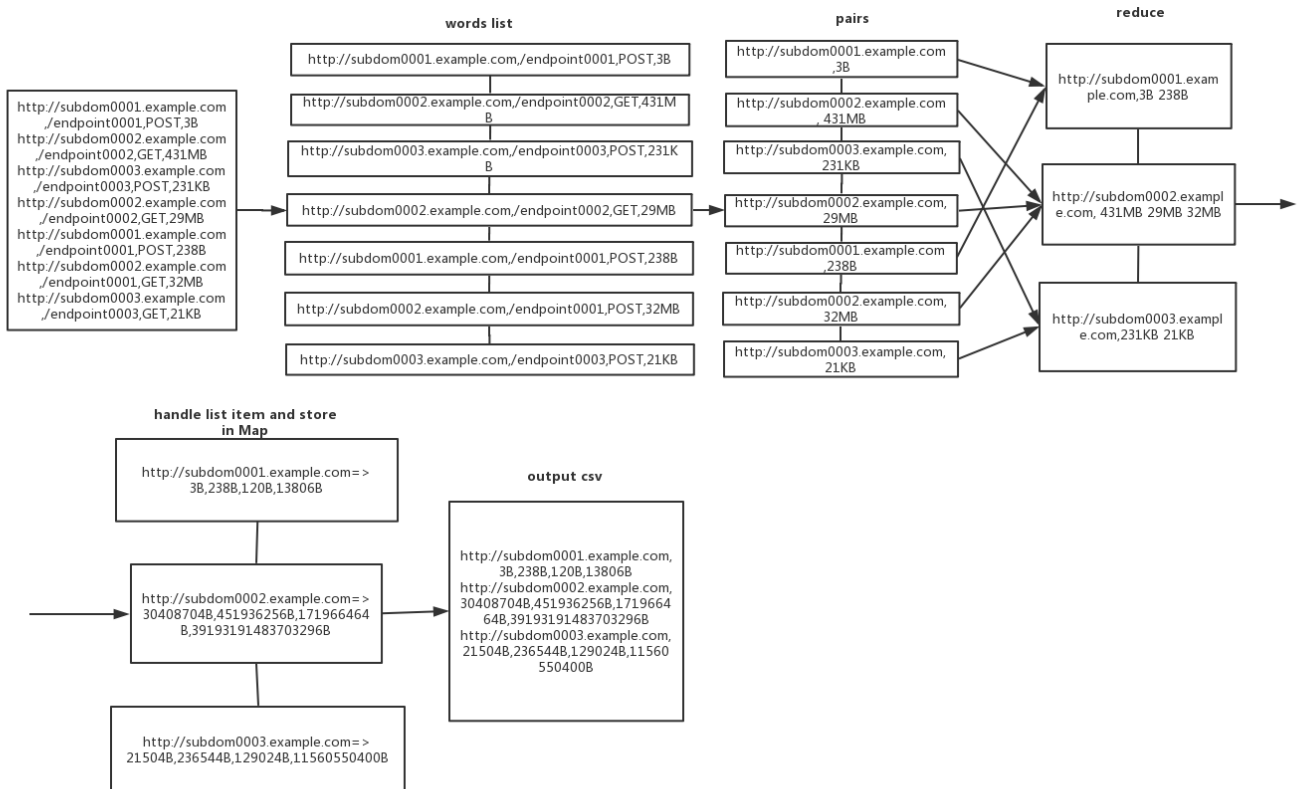 http://subdom0001.example.com
,/endpoint0001,POST,3B
http://subdom0002.example.com
,/endpoint0002,GET,431MB
http://subdom0003.example.com
,/endpoint0003,POST,231KB
http://subdom0002.example.com
,/endpoint0002,GET,29MB
http://subdom0001.example.com
,/endpoint0001,POST,238B
http://subdom0002.example.com
,/endpoint0001,GET,32MB
http://subdom0003.example.com
,/endpoint0003,GET,21KB
words list
http://subdom0001.example.com,/endpoint0001,POST,3B
http://subdom0002.example.com,/endpoint0002,GET,431M
B
http://subdom0003.example.com,/endpoint0003,POST,231K
B
http://subdom0002.example.com,/endpoint0002,GET,29MB
http://subdom0001.example.com,/endpoint0001,POST,238B
http://subdom0002.example.com,/endpoint0001,POST,32MB
http://subdom0003.example.com,/endpoint0003,POST,21KB
pairs
http://subdom0001.example.com
,3B
http://subdom0002.example.com
, 431MB
http://subdom0003.example.com,
231KB
http://subdom0002.example.com,
29MB
http://subdom0001.example.com
,238B
http://subdom0002.example.com,
32MB
http://subdom0003.example.com,
21KB
reduce
http://subdom0001.exam
ple.com,3B 238B
http://subdom0002.exampl
e.com, 431MB 29MB 32MB
http://subdom0003.exampl
e.com,231KB 21KB
handle list item and store
in Map
http://subdom0001.example.com=>
3B,238B,120B,13806B
http://subdom0002.example.com=>
30408704B,451936256B,171966464
B,39193191483703296B
http://subdom0003.example.com=>
21504B,236544B,129024B,11560550400B
output csv
http://subdom0001.example.com,
3B,238B,120B,13806B
http://subdom0002.example.com,
30408704B,451936256B,1719664
64B,39193191483703296B
http://subdom0003.example.com,
21504B,236544B,129024B,11560
550400B